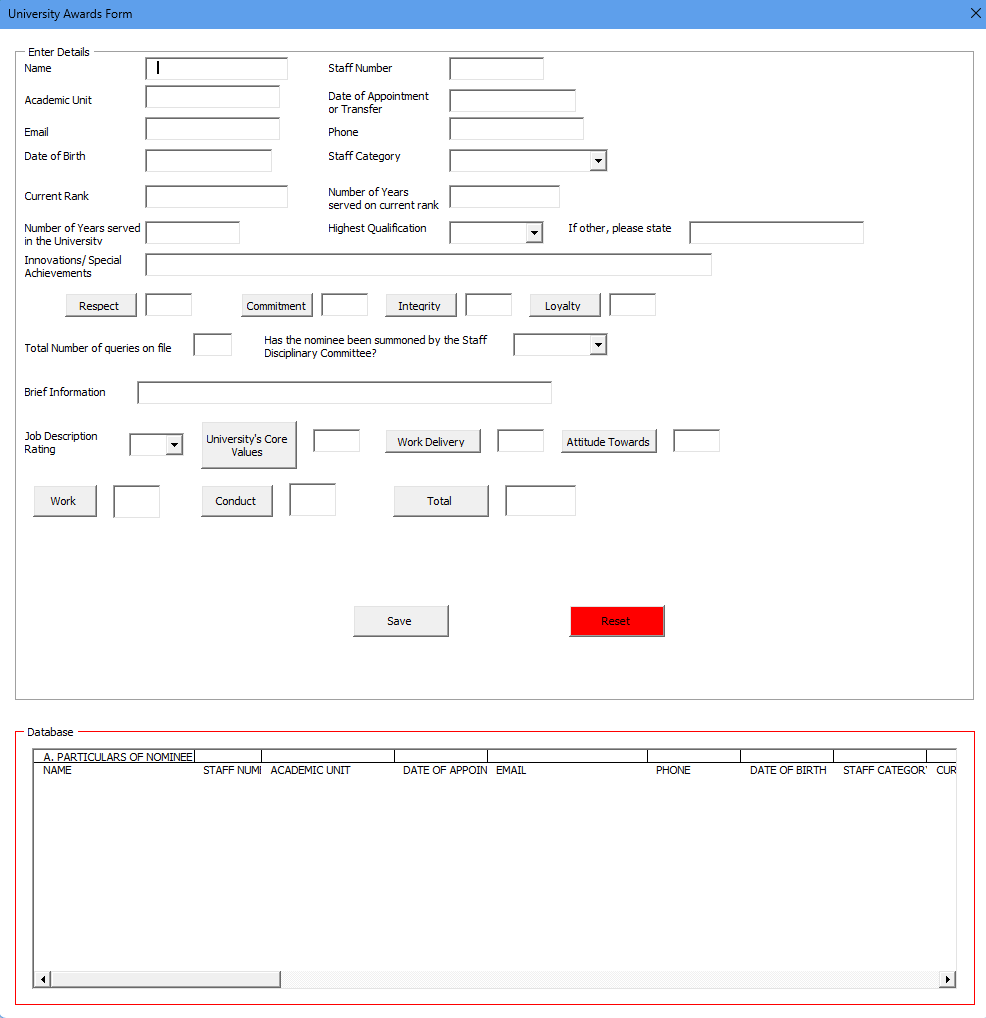 University Awards Form
Enter Details
Name
Staff Number
Academic Unit
Date of Appointment
or Transfer
Email
Phone
Date of Birth
Staff Category
Current Rank
Number of Years
served on current rank
Number of Years served
in the University
Highest Qualification
If other, please state
Innovations/ Special
Achievements
Respect
Commitment
Integrity
Loyalty
Total Number of queries on file
Has the nominee been summoned by the Staff
Disciplinary Committee?
Brief Information
Job Description
Rating
University's Core
Values
Work Delivery
Attitude Towards
Work
Conduct
Total
Save
Reset
Database
A. PARTICULARS OF NOMINEE
NAME STAFF NUM ACADEMIC UNIT DATE OF APPOIN EMAIL PHONE DATE OF BIRTH STAFF CATEGOR CUR